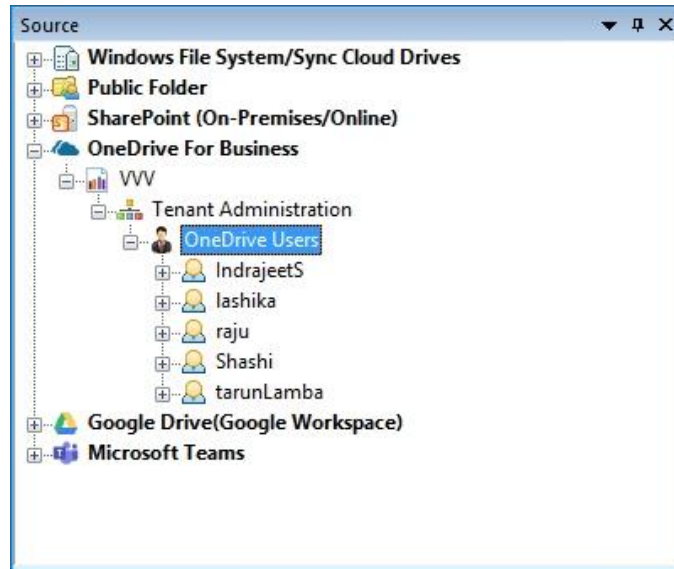 Source
Windows File System/Sync Cloud Drives
Public Folder
SharePoint (On-Premises/Online)
OneDrive For Business
VVV
Tenant Administration
OneDrive Users
IndrajeetS
lashika
raju
Shashi
tarunLamba
Google Drive(Google Workspace)
Microsoft Teams